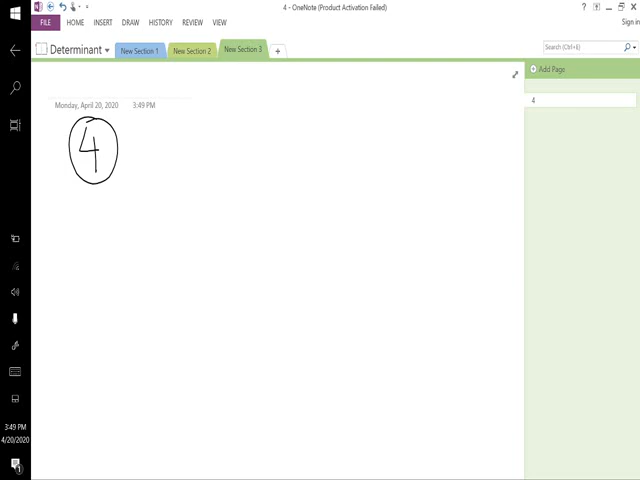 4 - OneNote (Product Activation Failed)
FILE HOME INSERT DRAW HISTORY REVIEW VIEW
Sign in
Determanant New Section 1 New Section 2 New Section 3 +
Search (Ctrl+E)
Add Page
4
Monday, April 20, 2020 3:49 PM
4
3:49 PM
4/20/2020
1